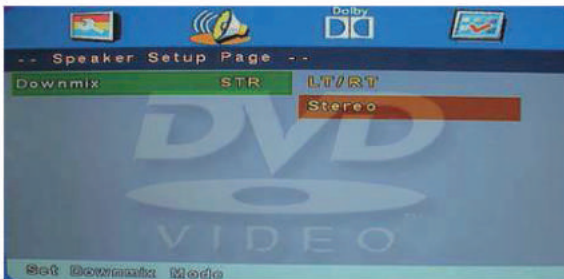 Dolby
-- Speaker Setup Page --
Downmix STR LT/RT
Stereo
DVD
VIDEO
Set Downmix Mode